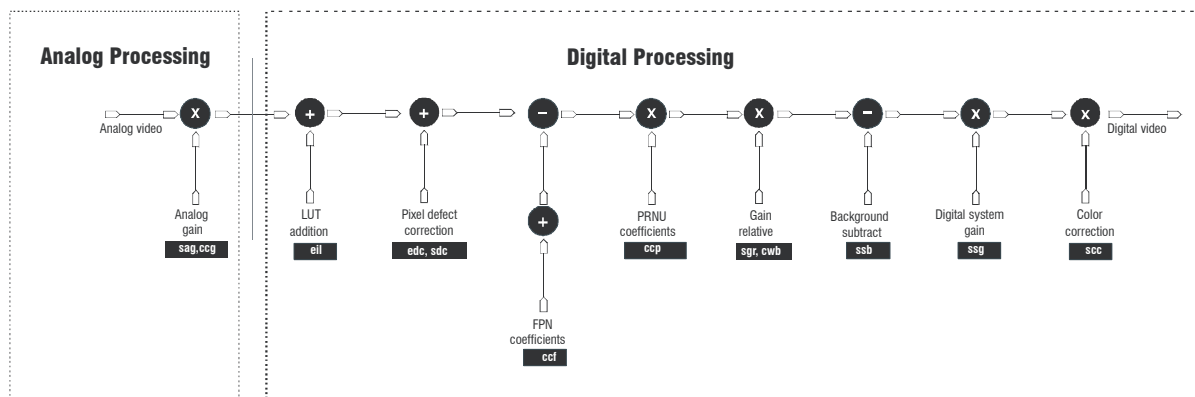 Analog Processing
Digital Processing
X
+
+
−
X
X
−
X
X
Analog video
Digital video
Analog
gain
sag,ccg
LUT
addition
eil
Pixel defect
correction
edc, sdc
+
FPN
coefficients
ccf
PRNU
coefficients
ccp
Gain
relative
sgr, cwb
Background
subtract
ssb
Digital system
gain
ssg
Color
correction
scc